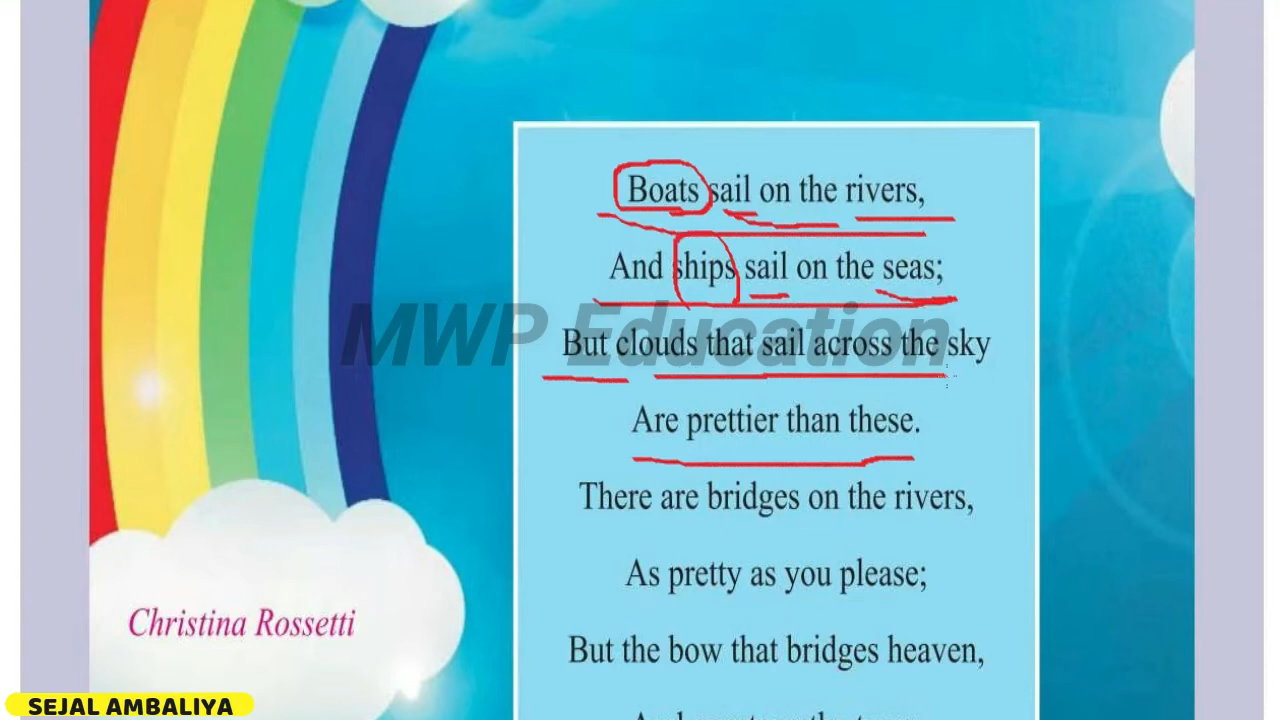 Boats sail on the rivers,
And ships sail on the seas;
But clouds that sail across the sky
Are prettier than these.
There are bridges on the rivers,
As pretty as you please;
But the bow that bridges heaven,
MWP Education
Christina Rossetti
SEJAL AMBALIYA